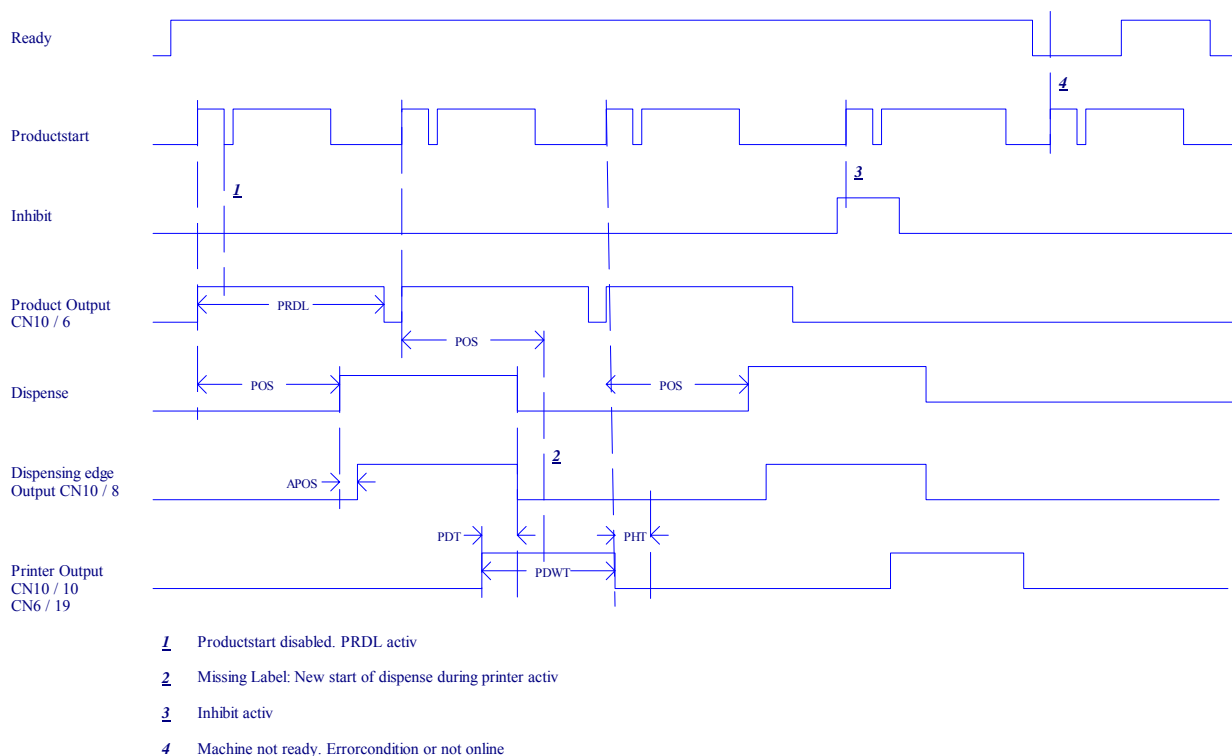 Ready
4
Productstart
1
3
Inhibit
Product Output
CN10 / 6
PRDL
POS
POS
POS
Dispense
2
Dispensing edge
Output CN10 / 8
APOS
PDT
PHT
PDWT
Printer Output
CN10 / 10
CN6 / 19
1 Productstart disabled. PRDL activ
2 Missing Label: New start of dispense during printer activ
3 Inhibit activ
4 Machine not ready. Errorcondition or not online